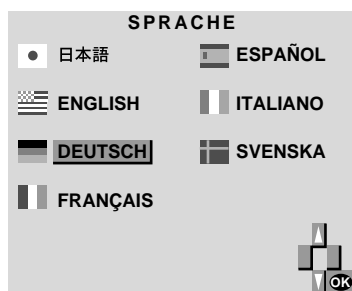 SPRACHE
日本語
ESPAÑOL
ENGLISH
ITALIANO
DEUTSCH
SVENSKA
FRANÇAIS
OK